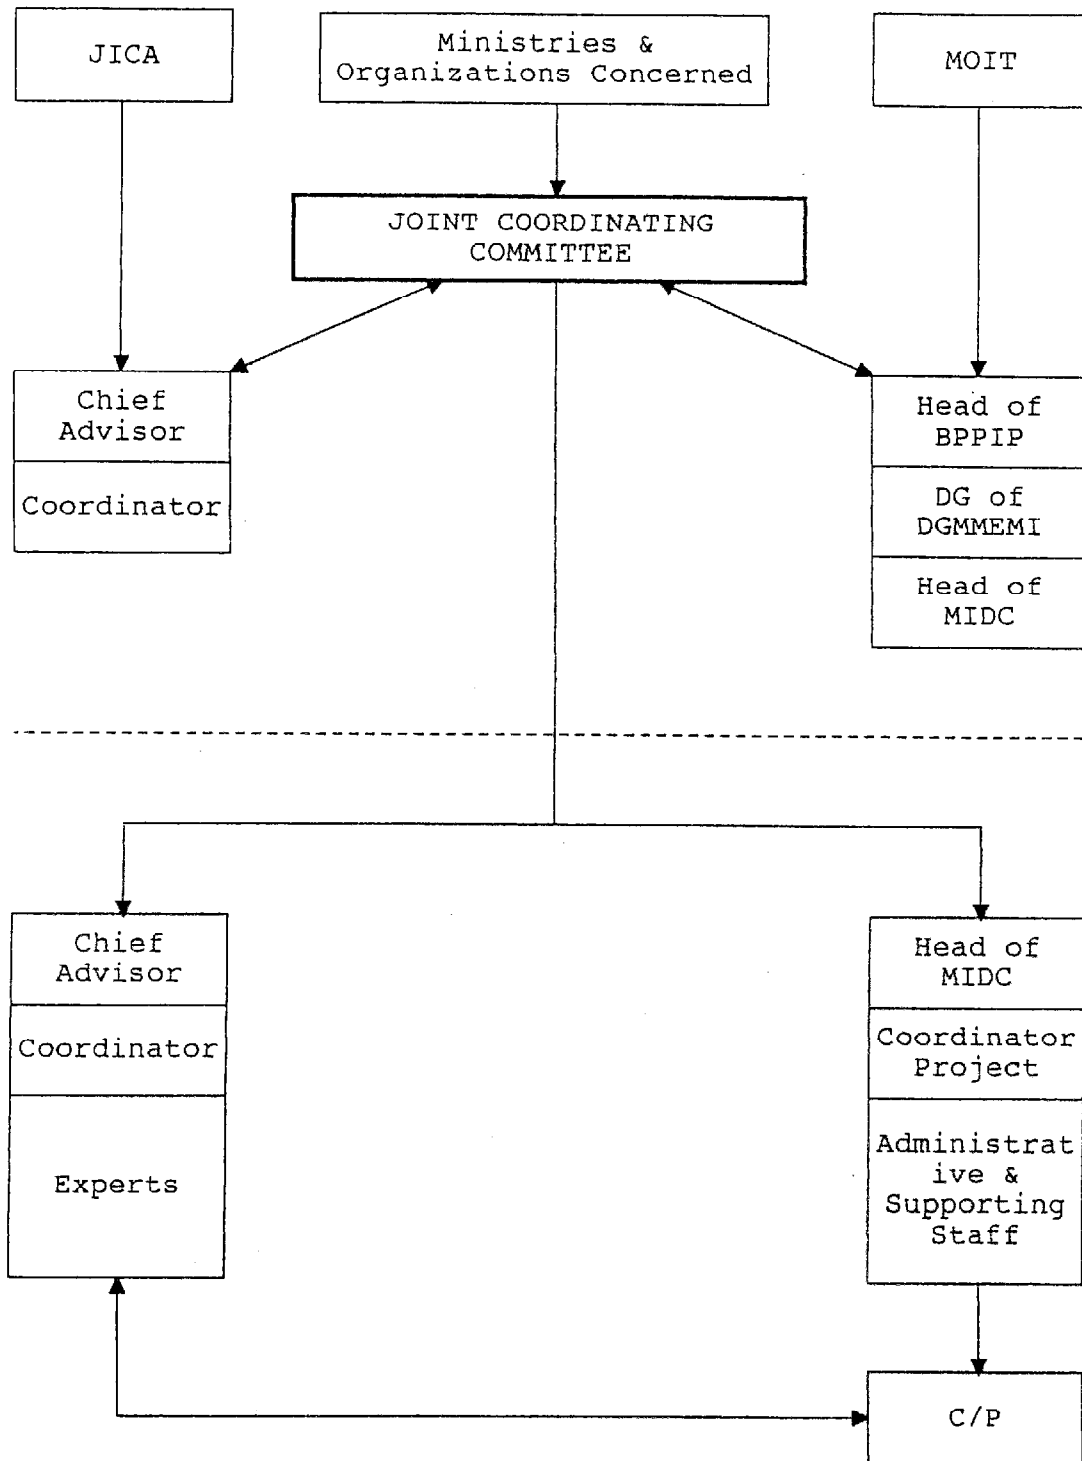 JICA
Ministries &
Organizations Concerned
MOIT
JOINT COORDINATING
COMMITTEE
Chief
Advisor
Coordinator
Head of
BPPIP
DG of
DGMMEMI
Head of
MIDC
Chief
Advisor
Coordinator
Experts
Head of
MIDC
Coordinator
Project
Administrat
ive &
Supporting
Staff
C/P